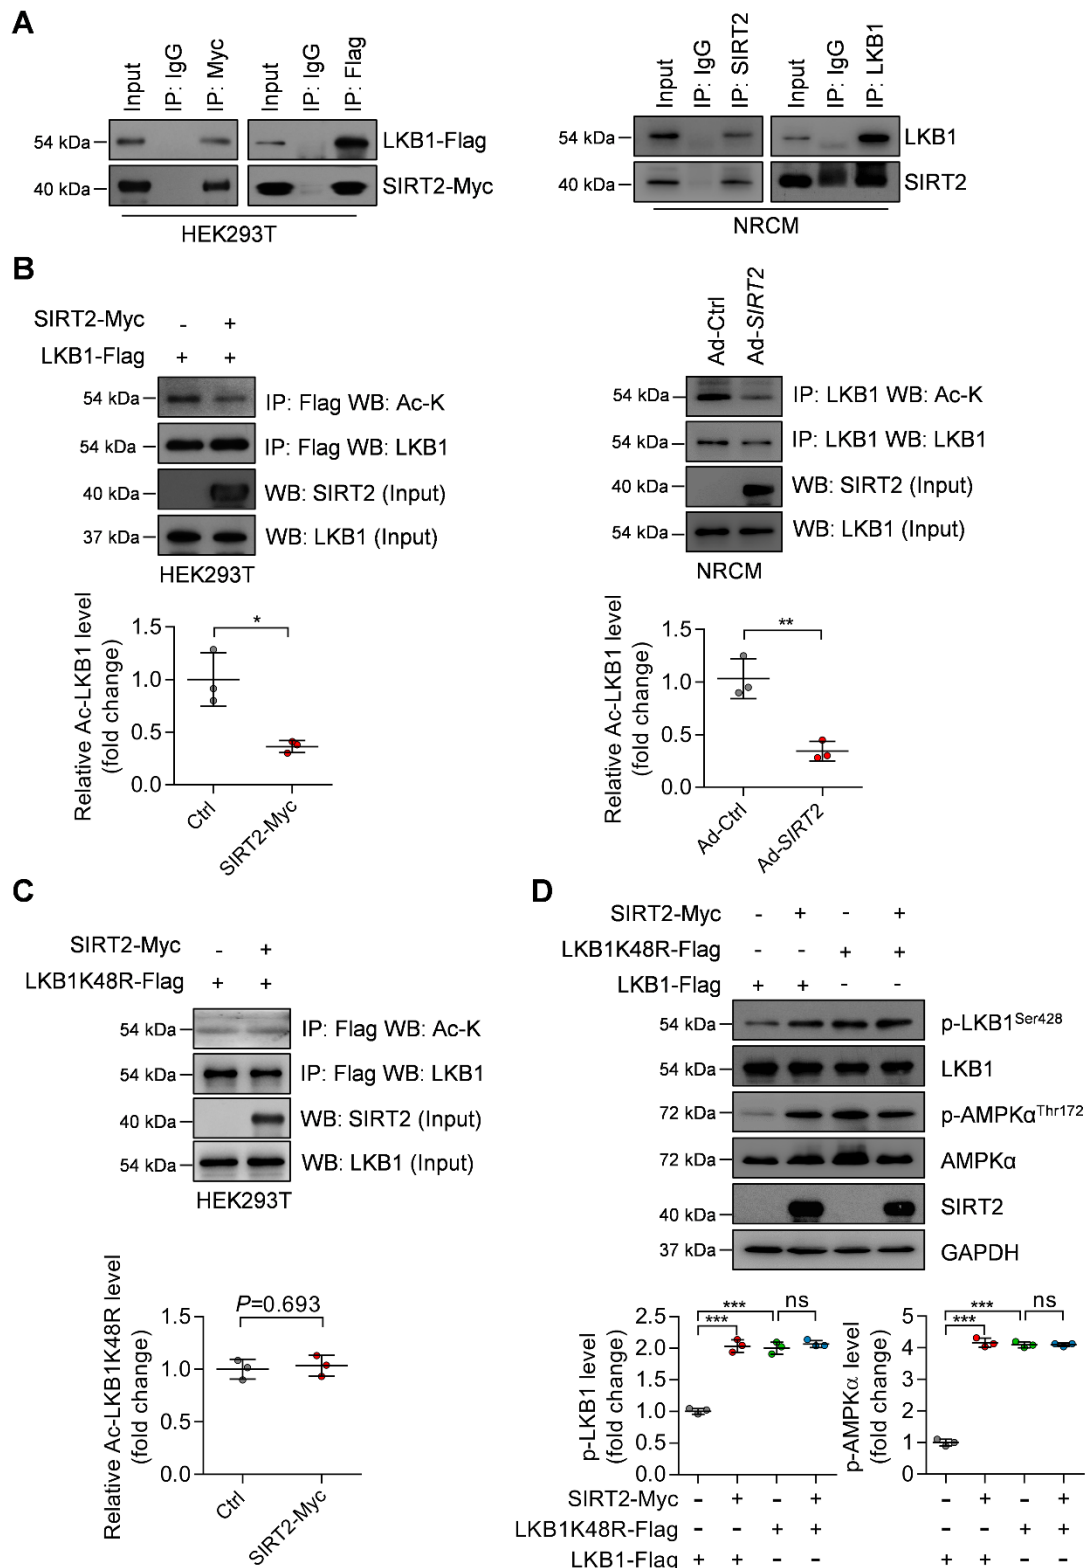 A
Input
IP: IgG
IP: Myc
Input
IP: IgG
IP: Flag
54 kDa
LKB1-Flag
40 kDa
SIRT2-Myc
HEK293T
Input
IP: IgG
IP: SIRT2
Input
IP: IgG
IP: LKB1
54 kDa
LKB1
40 kDa
SIRT2
NRCM
B
SIRT2-Myc - +
LKB1-Flag + +
54 kDa IP: Flag WB: Ac-K
54 kDa IP: Flag WB: LKB1
40 kDa WB: SIRT2 (Input)
37 kDa WB: LKB1 (Input)
HEK293T
Relative Ac-LKB1 level
(fold change)
1.5
1.0
0.5
0.0
*
Ctrl
SIRT2-Myc
Ad-Ctrl
Ad-SIRT2
54 kDa IP: LKB1 WB: Ac-K
54 kDa IP: LKB1 WB: LKB1
40 kDa WB: SIRT2 (Input)
54 kDa WB: LKB1 (Input)
NRCM
Relative Ac-LKB1 level
(fold change)
1.5
1.0
0.5
0.0
**
Ad-Ctrl
Ad-SIRT2
C
SIRT2-Myc - +
LKB1K48R-Flag + +
54 kDa IP: Flag WB: Ac-K
54 kDa IP: Flag WB: LKB1
40 kDa WB: SIRT2 (Input)
54 kDa WB: LKB1 (Input)
HEK293T
Relative Ac-LKB1K48R level
(fold change)
1.5
1.0
0.5
0.0
P=0.693
Ctrl
SIRT2-Myc
D
SIRT2-Myc - + - +
LKB1K48R-Flag - - + +
LKB1-Flag + + - -
54 kDa p-LKB1Ser428
54 kDa LKB1
72 kDa p-AMPKαThr172
72 kDa AMPKα
40 kDa SIRT2
37 kDa GAPDH
p-LKB1 level
(fold change)
2.5
2.0
1.5
1.0
0.5
0.0
***
***
ns
SIRT2-Myc - + - +
LKB1K48R-Flag - - + +
LKB1-Flag + + - -
p-AMPKα level
(fold change)
5
4
3
2
1
0
***
***
ns
- + - +
- - + +
+ + - -